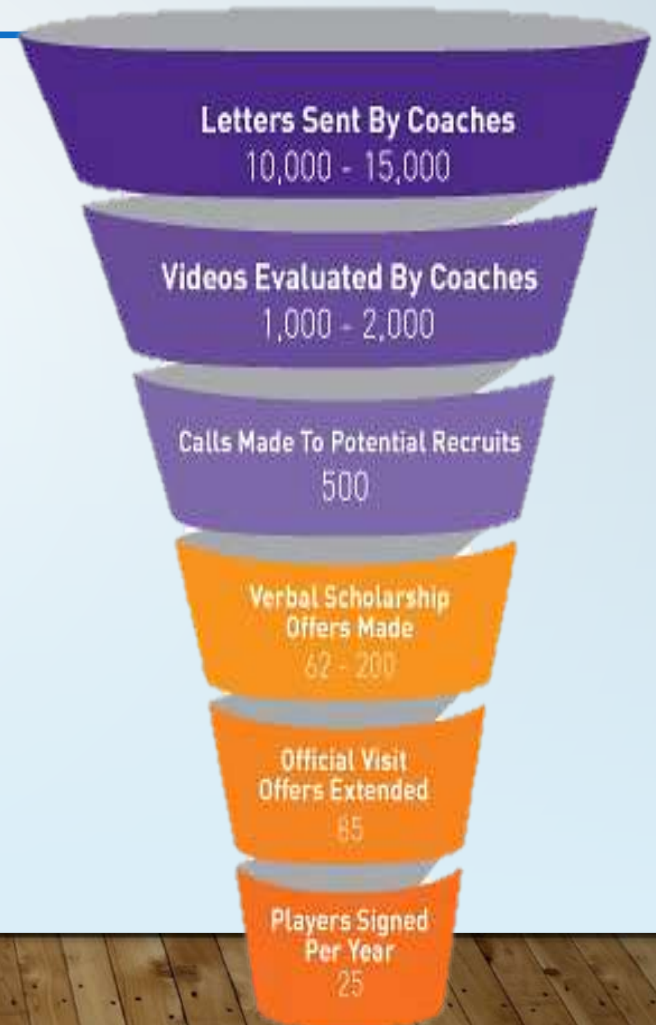 Letters Sent By Coaches
10,000 - 15,000
Videos Evaluated By Coaches
1,000 - 2,000
Calls Made To Potential Recruits
500
Verbal Scholarship
Offers Made
62 - 200
Official Visit
Offers Extended
85
Players Signed
Per Year
25